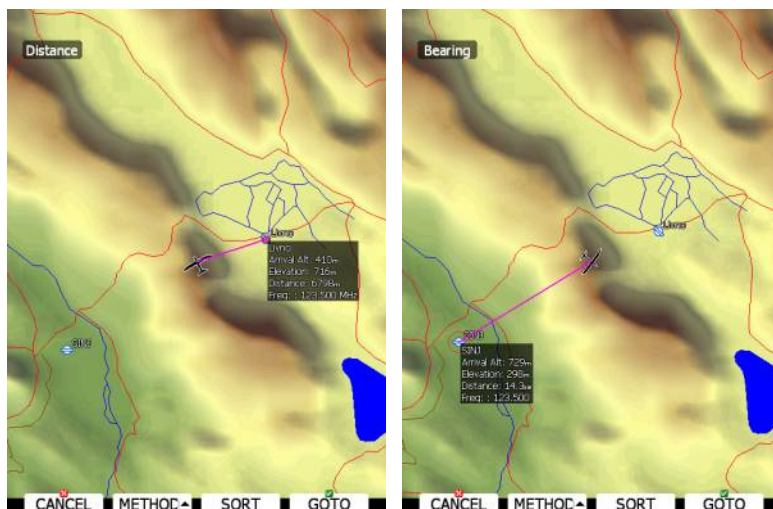 Distance
Livno
Livno
Arrival Alt: 410m
Elevation: 716m
Distance: 6798m
Freq: : 123.500 MHz
SINJ
CANCEL METHOD SORT GOTO
Bearing
Livno
SINJ
SINJ
Arrival Alt: 729m
Elevation: 298m
Distance: 14.3km
Freq: : 123.500
CANCEL METHOD SORT GOTO